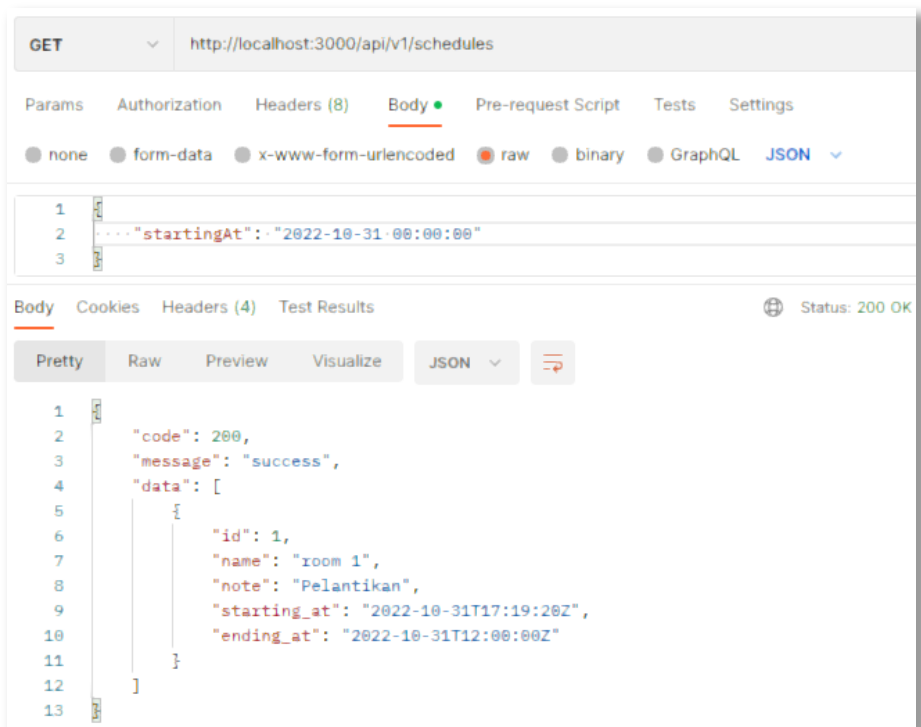 GET http://localhost:3000/api/v1/schedules
Params Authorization Headers (8) Body Pre-request Script Tests Settings
none form-data x-www-form-urlencoded raw binary GraphQL JSON
1 {
2 ····"startingAt":·"2022-10-31·00:00:00"
3 }
Body Cookies Headers (4) Test Results Status: 200 OK
Pretty Raw Preview Visualize JSON
1 {
2 "code": 200,
3 "message": "success",
4 "data": [
5 {
6 "id": 1,
7 "name": "room 1",
8 "note": "Pelantikan",
9 "starting_at": "2022-10-31T17:19:20Z",
10 "ending_at": "2022-10-31T12:00:00Z"
11 }
12 ]
13 }